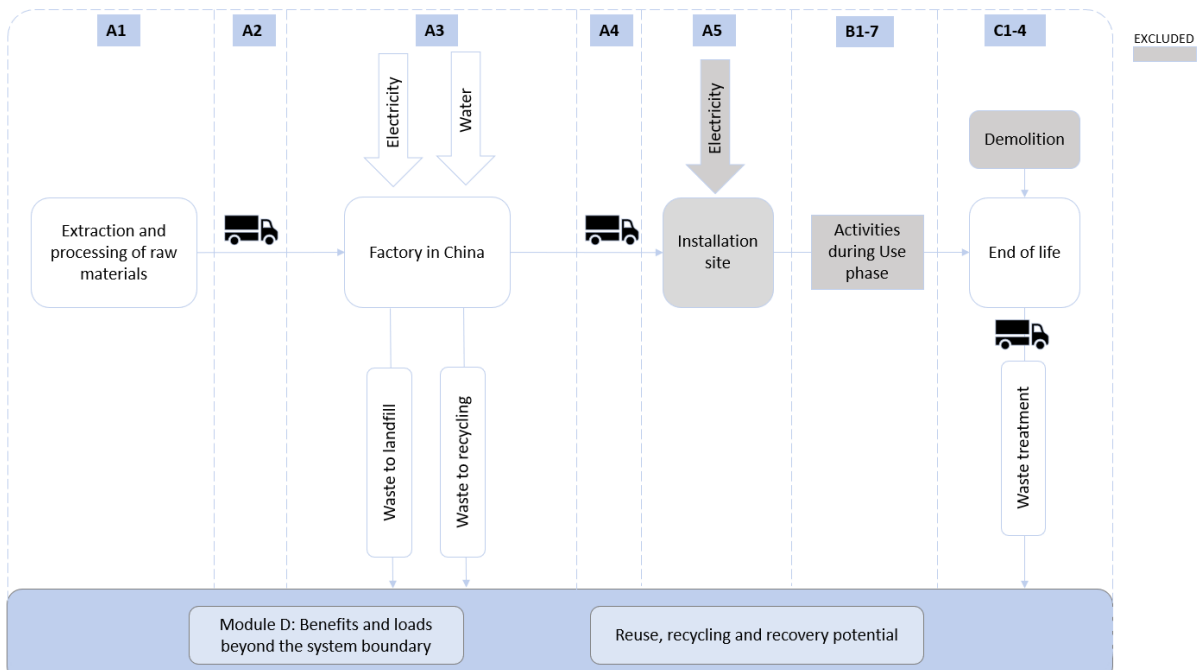 A1
A2
A3
A4
A5
B1-7
C1-4
EXCLUDED
Electricity
Water
Electricity
Demolition
Extraction and
processing of raw
materials
Factory in China
Installation
site
Activities
during Use
phase
End of life
Waste to landfill
Waste to recycling
Waste treatment
Module D: Benefits and loads
beyond the system boundary
Reuse, recycling and recovery potential